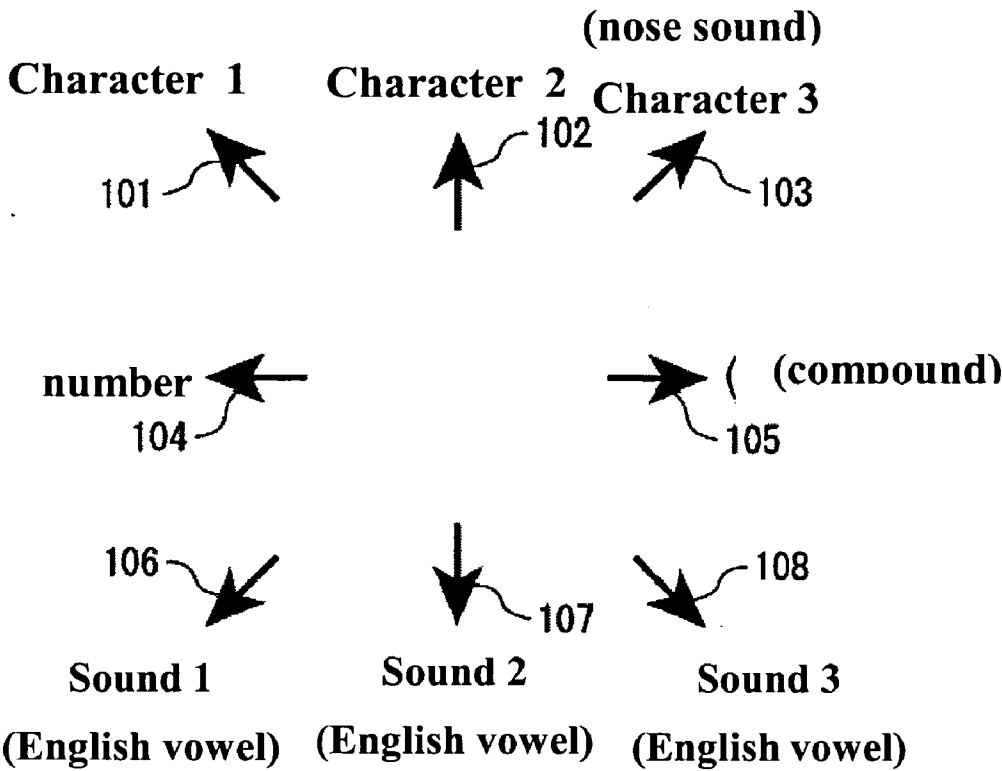 (nose sound)
Character 1
Character 2
Character 3
101
102
103
number
( (compound)
104
105
106
107
108
Sound 1
Sound 2
Sound 3
(English vowel)
(English vowel)
(English vowel)